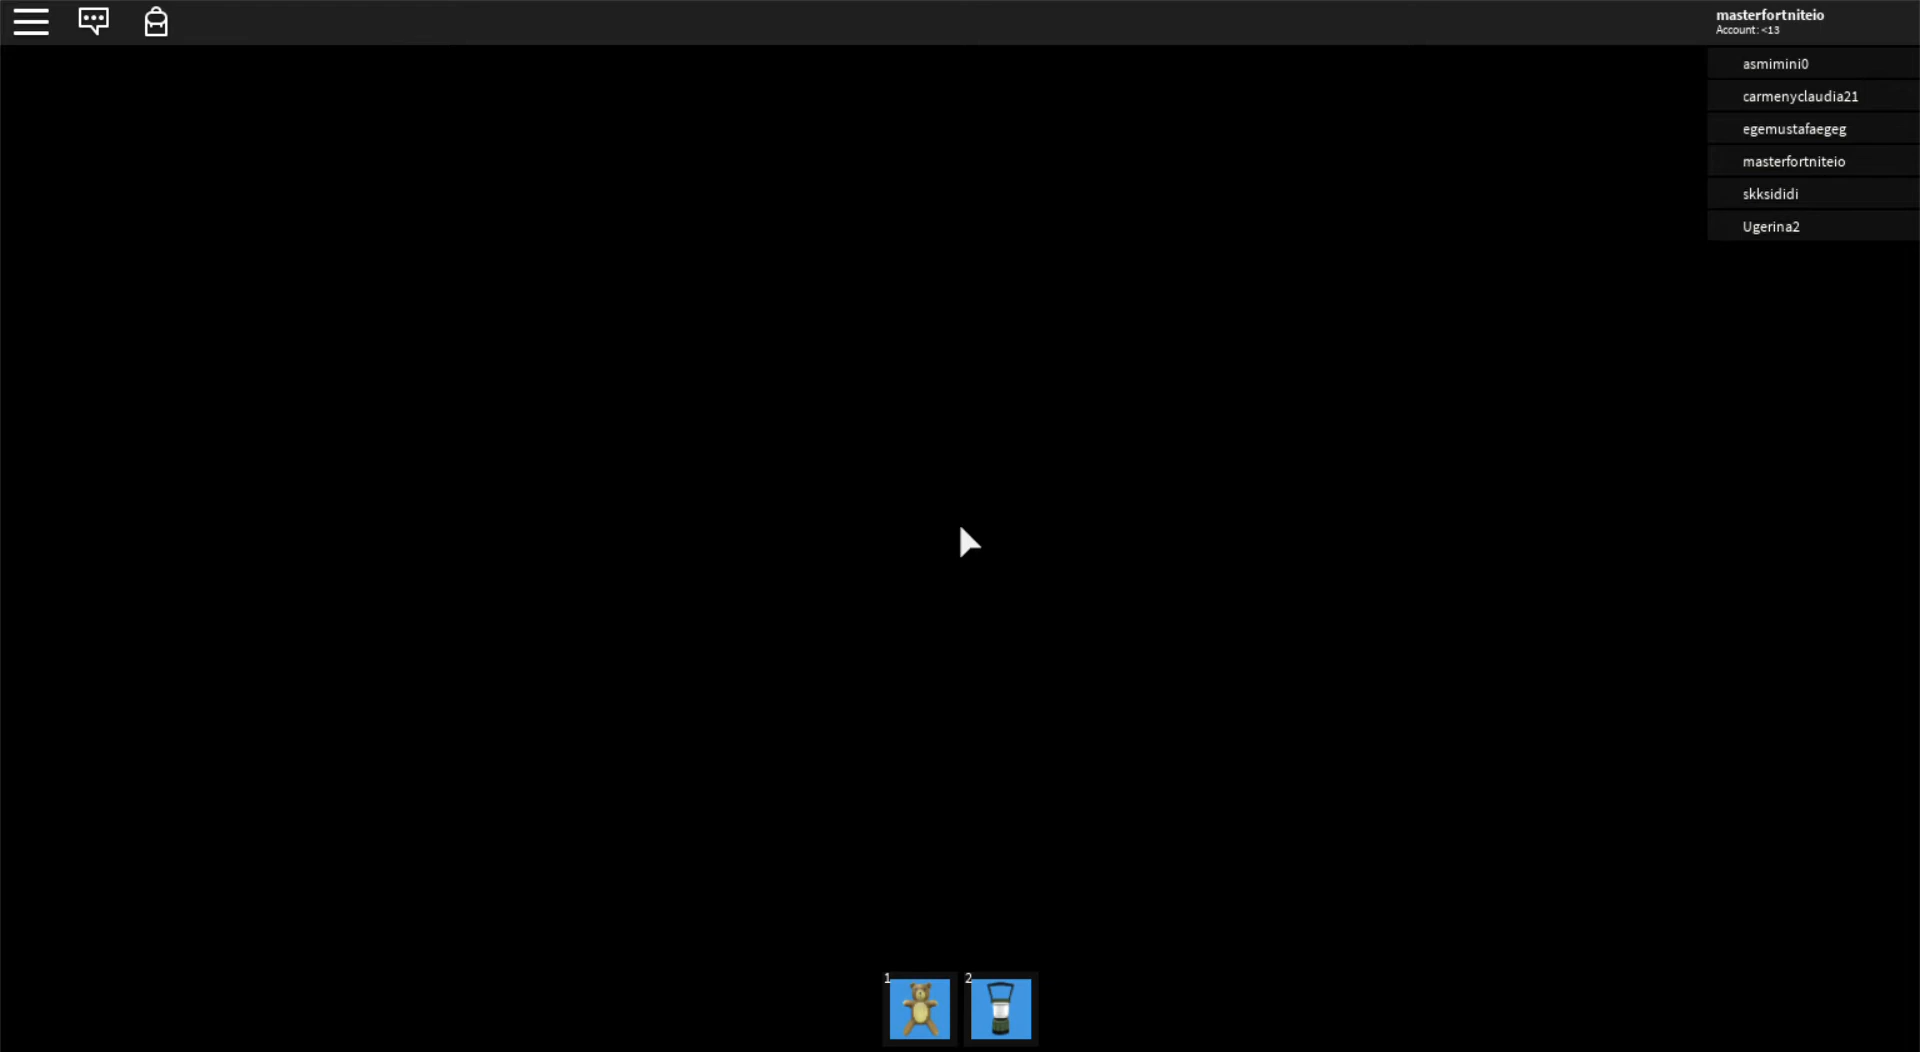 masterfortniteio
Account: <13
asmimini0
carmenyclaudia21
egemustafaegeg
masterfortniteio
skksididi
Ugerina2
1
2